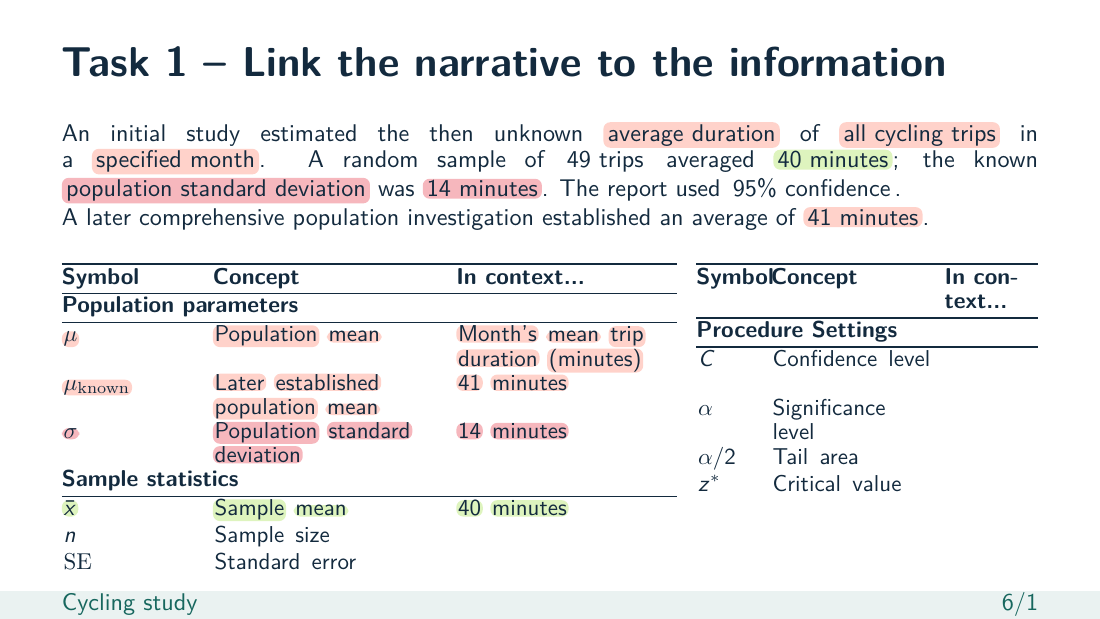 Task 1 – Link the narrative to the information
An initial study estimated the then unknown average duration of all cycling trips in
a specified month. A random sample of 49 trips averaged 40 minutes; the known
population standard deviation was 14 minutes. The report used 95% confidence.
A later comprehensive population investigation established an average of 41 minutes.
Symbol Concept In context...
Population parameters
μ Population mean Month's mean trip
duration (minutes)
μknown Later established 41 minutes
population mean
σ Population standard 14 minutes
deviation
Sample statistics
x̄ Sample mean 40 minutes
n Sample size
SE Standard error
Symbol Concept In con-
text...
Procedure Settings
C Confidence level
α Significance
level
α/2 Tail area
z* Critical value
Cycling study 6/1